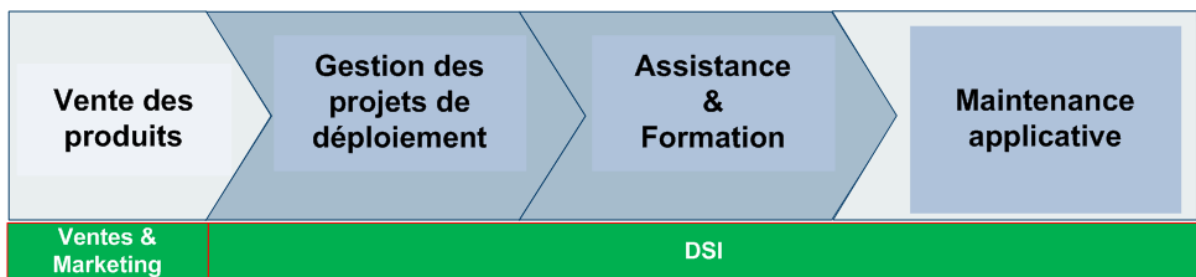 Vente des
produits
Gestion des
projets de
déploiement
Assistance
&
Formation
Maintenance
applicative
Ventes &
Marketing
DSI